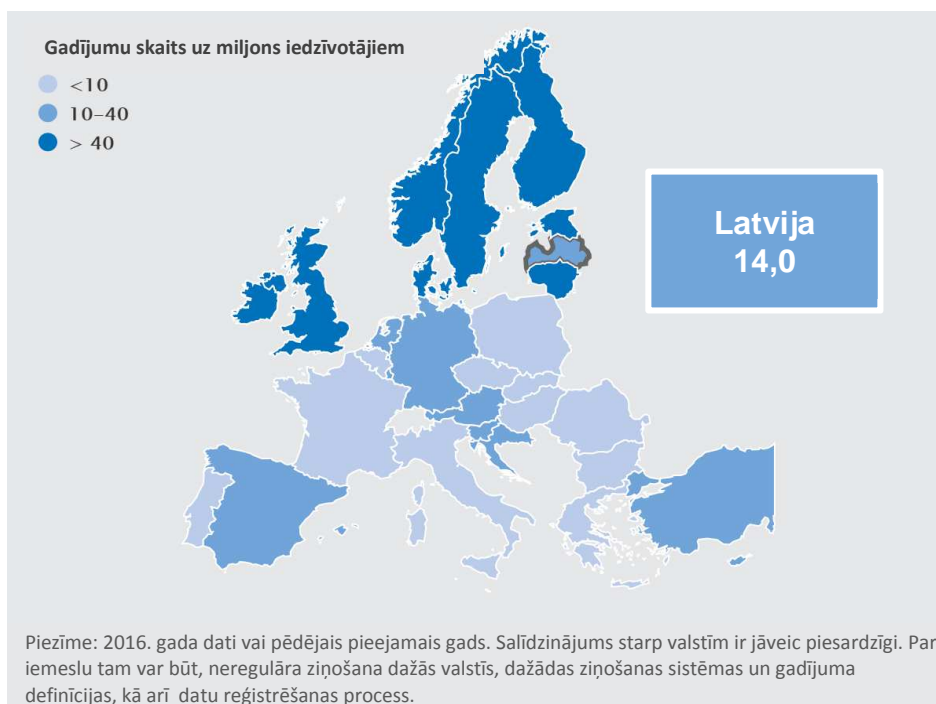 Gadījumu skaits uz miljons iedzīvotājiem
<10
10–40
> 40
Latvija
14,0
Piezīme: 2016. gada dati vai pēdējais pieejamais gads. Salīdzinājums starp valstīm ir jāveic piesardzīgi. Par
iemeslu tam var būt, neregulāra ziņošana dažās valstīs, dažādas ziņošanas sistēmas un gadījuma
definīcijas, kā arī datu reģistrēšanas process.